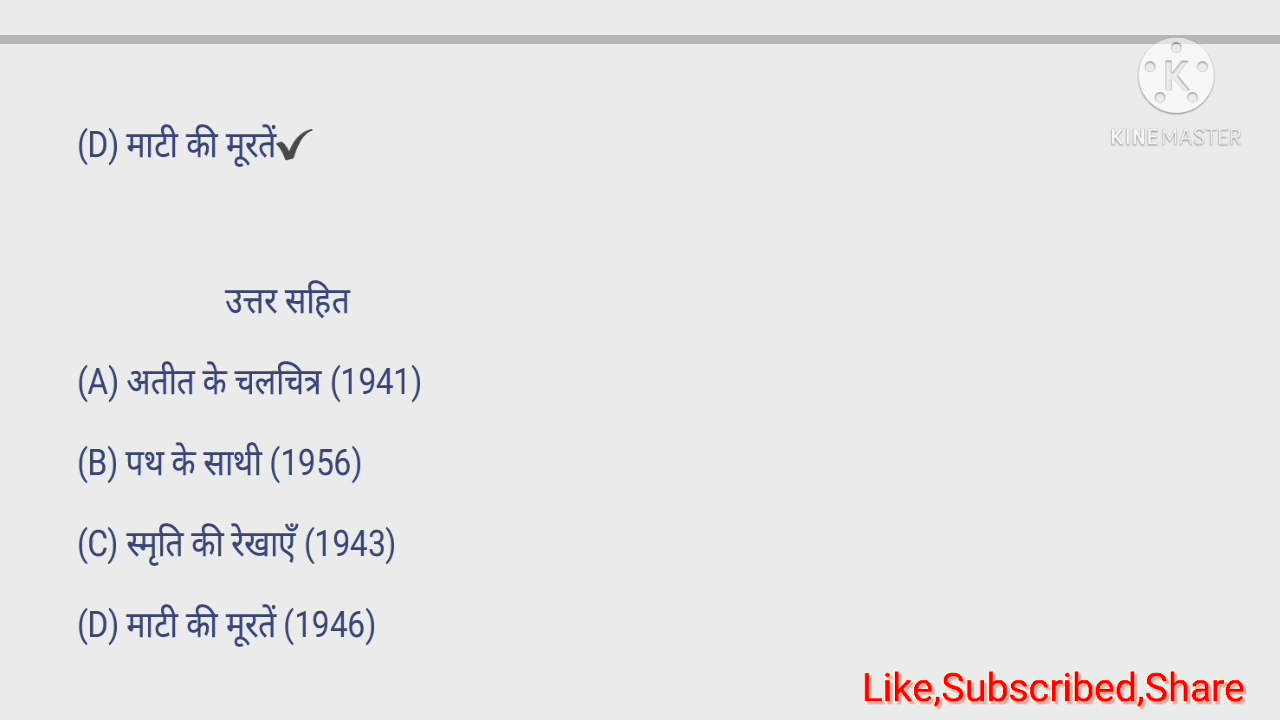 KINEMASTER
(D) माटी की मूरतें✔
उत्तर सहित
(A) अतीत के चलचित्र (1941)
(B) पथ के साथी (1956)
(C) स्मृति की रेखाएँ (1943)
(D) माटी की मूरतें (1946)
Like,Subscribed,Share